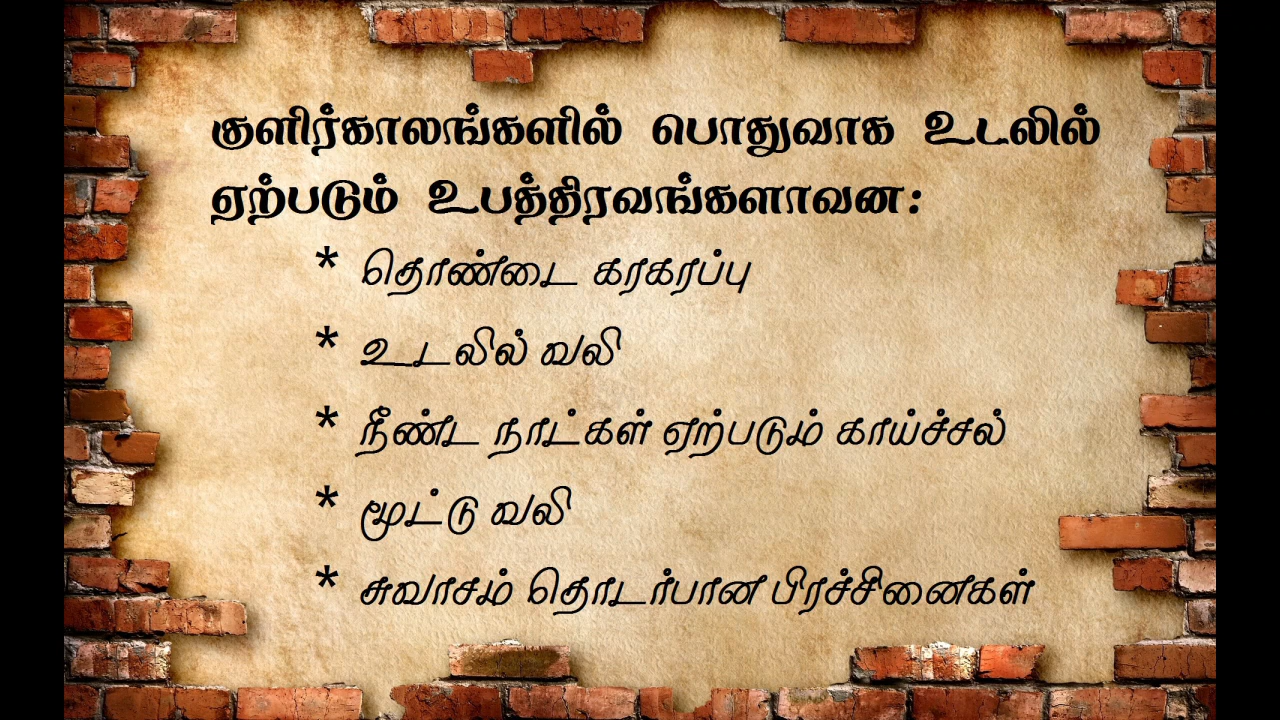 குளிர்காலங்களில் பொதுவாக உடலில்
ஏற்படும் உபத்திரவங்களாவன:
* தொண்டை கரகரப்பு
* உடலில் வலி
* நீண்ட நாட்கள் ஏற்படும் காய்ச்சல்
* மூட்டு வலி
* சுவாசம் தொடர்பான பிரச்சினைகள்